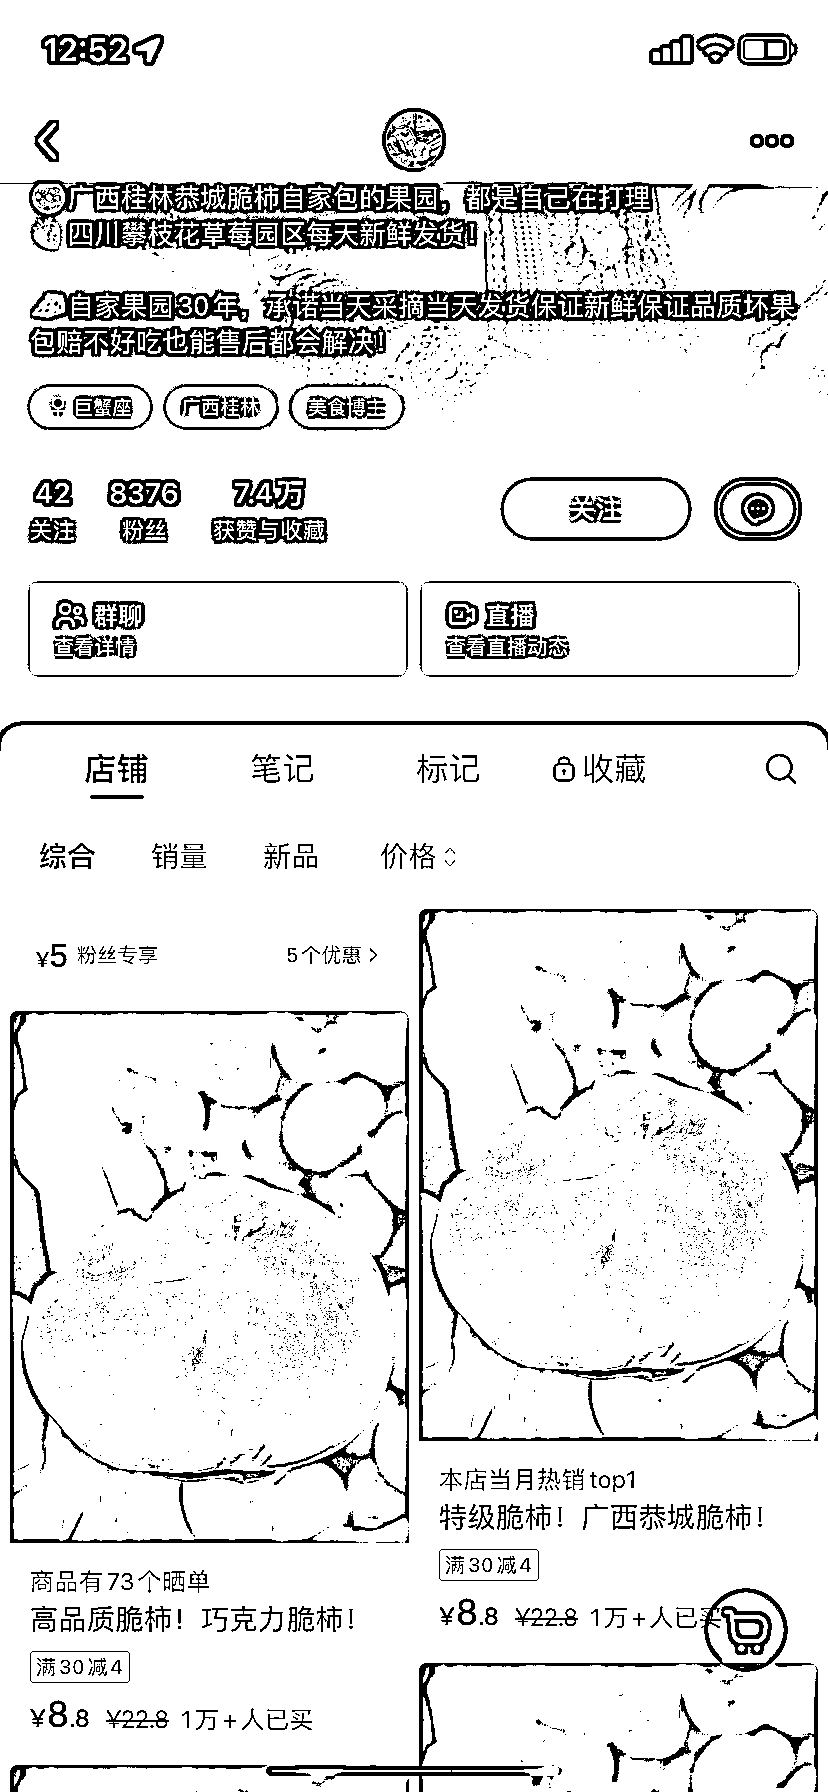 12:52
广西桂林恭城脆柿自家包的果园，都是自己在打理
四川攀枝花草莓园区每天新鲜发货！
自家果园30年，承诺当天采摘当天发货保证新鲜保证品质坏果
包赔不好吃也能售后都会解决！
巨蟹座 广西桂林 美食博主
42 8376 7.4万
关注 粉丝 获赞与收藏
关注
群聊 直播
查看详情 查看直播动态
店铺 笔记 标记 收藏
综合 销量 新品 价格
¥5 粉丝专享 5个优惠 >
本店当月热销top1
特级脆柿！广西恭城脆柿！
满30减4
¥8.8 ¥22.8 1万+人已买
商品有73个晒单
高品质脆柿！巧克力脆柿！
满30减4
¥8.8 ¥22.8 1万+人已买